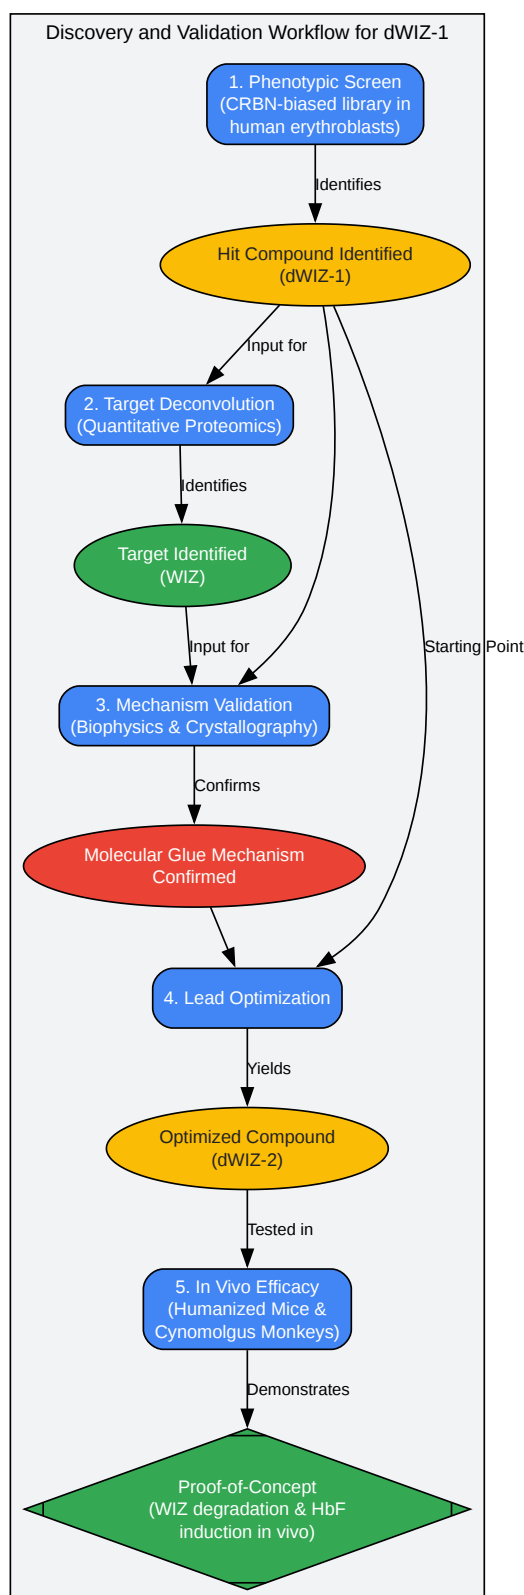 Discovery and Validation Workflow for dWIZ-1
1. Phenotypic Screen
(CRBN-biased library in
human erythroblasts)
Identifies
Hit Compound Identified
(dWIZ-1)
Input for
2. Target Deconvolution
(Quantitative Proteomics)
Identifies
Target Identified
(WIZ)
Input for
Starting Point
3. Mechanism Validation
(Biophysics & Crystallography)
Confirms
Molecular Glue Mechanism
Confirmed
4. Lead Optimization
Yields
Optimized Compound
(dWIZ-2)
Tested in
5. In Vivo Efficacy
(Humanized Mice &
Cynomolgus Monkeys)
Demonstrates
Proof-of-Concept
(WIZ degradation & HbF
induction in vivo)